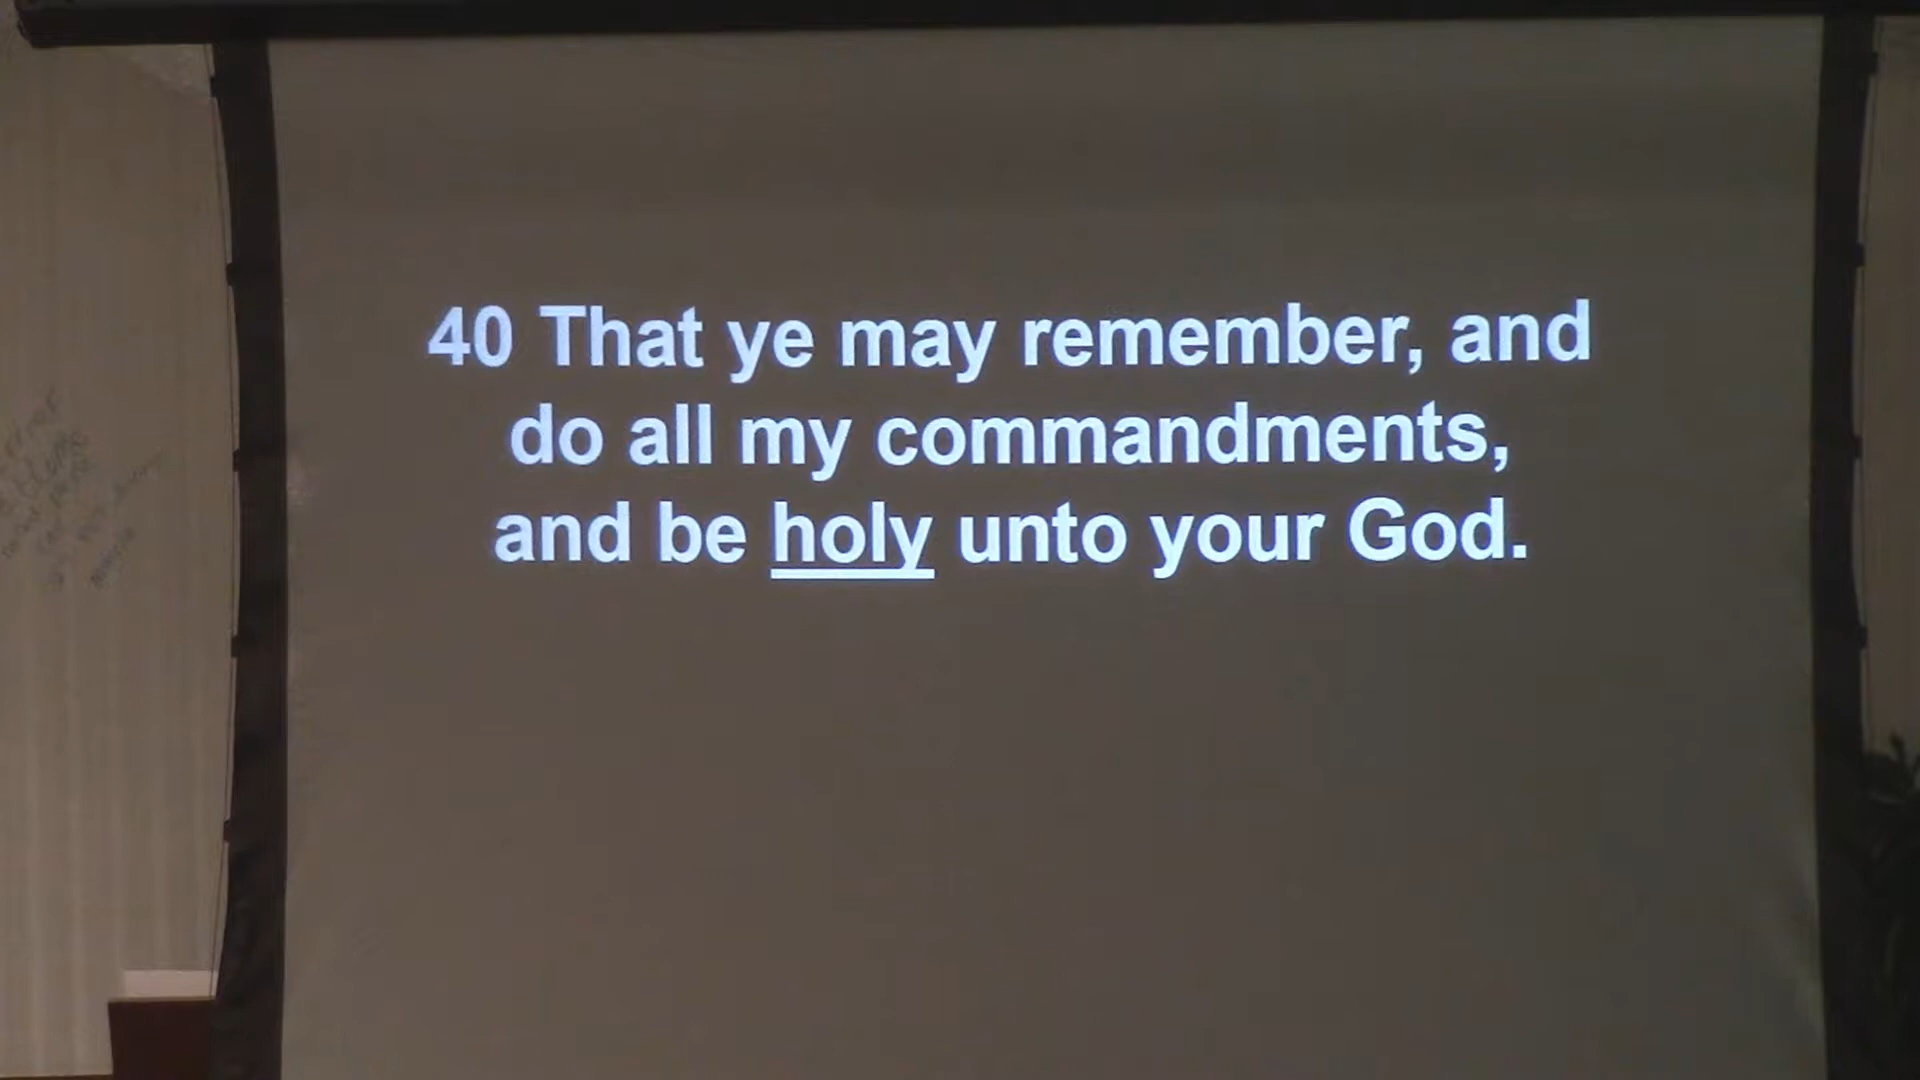 40 That ye may remember, and
do all my commandments,
and be holy unto your God.